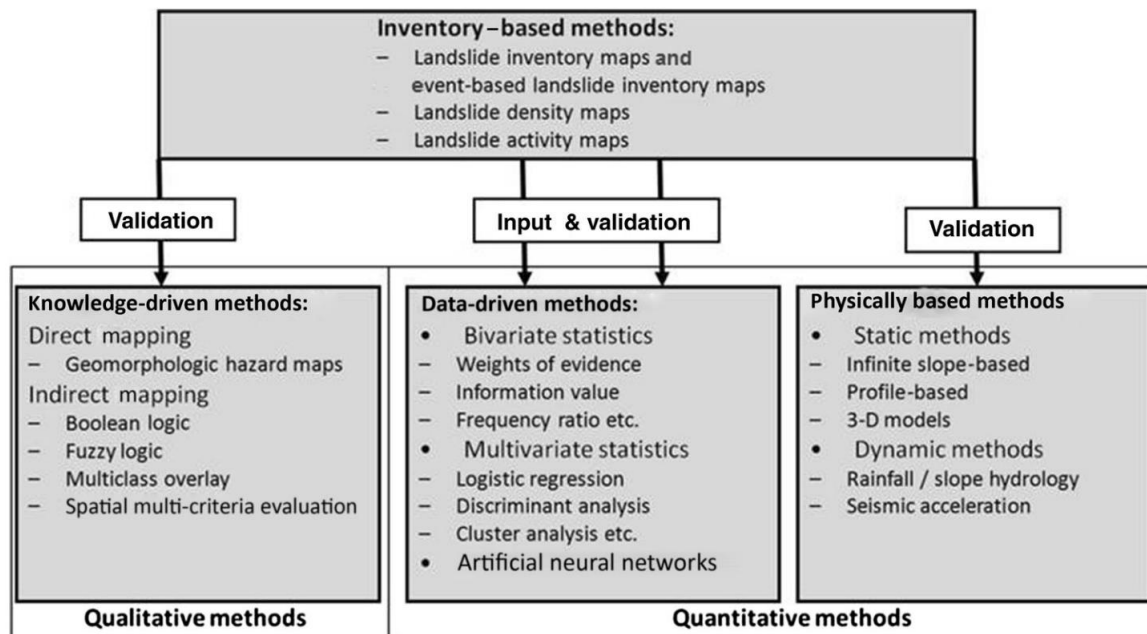 Inventory–based methods:
– Landslide inventory maps and
event-based landslide inventory maps
– Landslide density maps
– Landslide activity maps
Validation
Input & validation
Validation
Knowledge-driven methods:
Direct mapping
– Geomorphologic hazard maps
Indirect mapping
– Boolean logic
– Fuzzy logic
– Multiclass overlay
– Spatial multi-criteria evaluation
Data-driven methods:
• Bivariate statistics
– Weights of evidence
– Information value
– Frequency ratio etc.
• Multivariate statistics
– Logistic regression
– Discriminant analysis
– Cluster analysis etc.
• Artificial neural networks
Physically based methods
• Static methods
– Infinite slope-based
– Profile-based
– 3-D models
• Dynamic methods
– Rainfall / slope hydrology
– Seismic acceleration
Qualitative methods
Quantitative methods